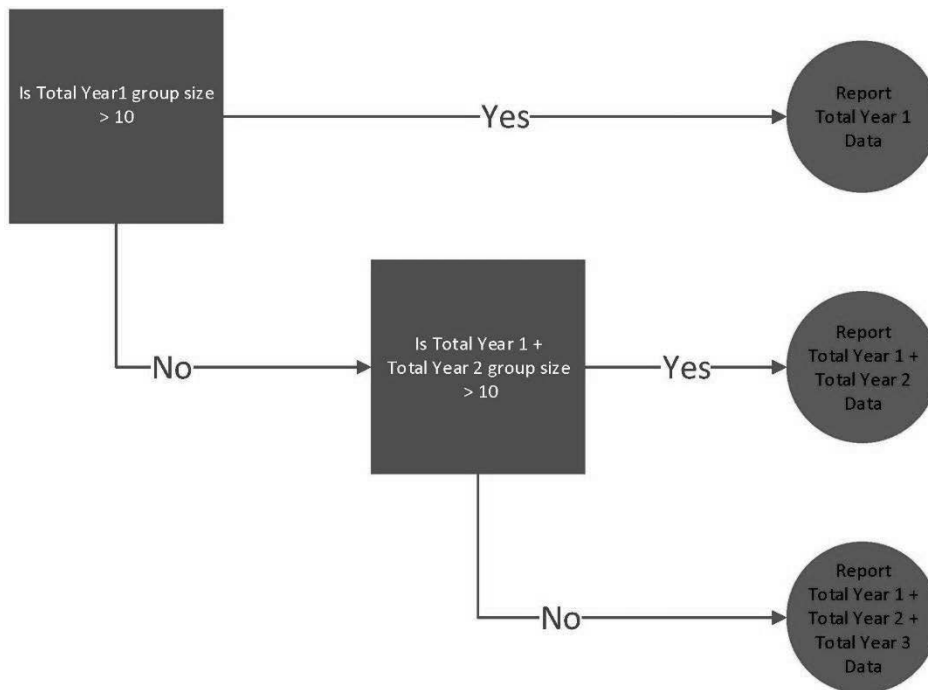 Is Total Year1 group size
> 10
Yes
Report
Total Year 1
Data
No
Is Total Year 1 +
Total Year 2 group size
> 10
Yes
Report
Total Year 1 +
Total Year 2
Data
No
Report
Total Year 1 +
Total Year 2 +
Total Year 3
Data